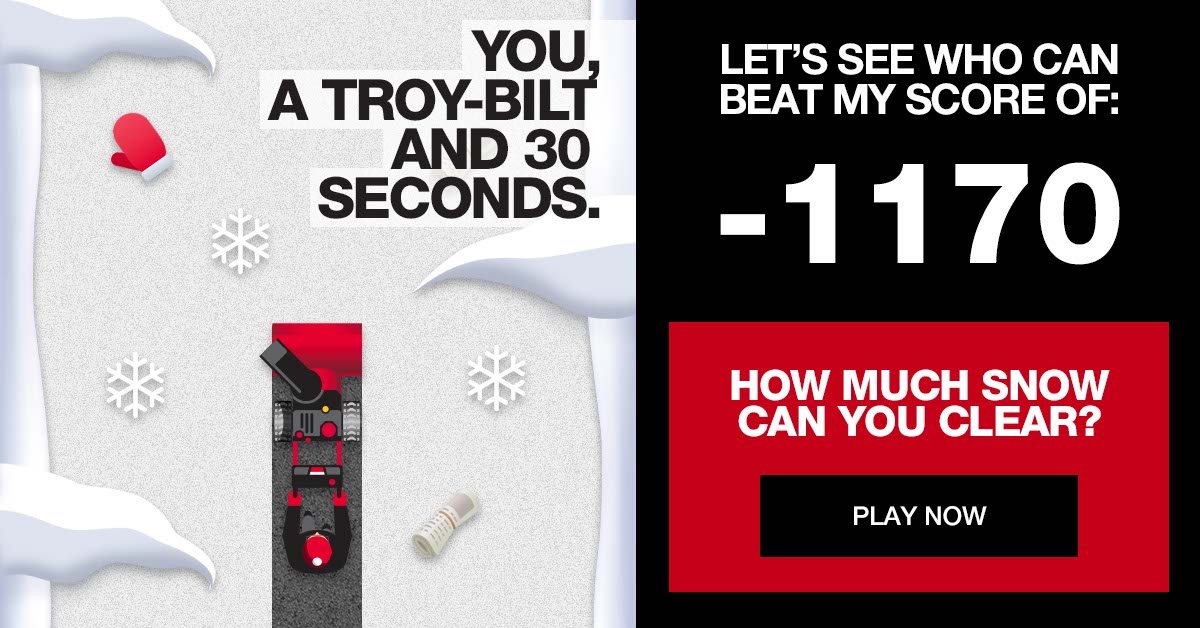 YOU,
A TROY-BILT
AND 30
SECONDS.
LET’S SEE WHO CAN
BEAT MY SCORE OF:
-1170
HOW MUCH SNOW
CAN YOU CLEAR?
PLAY NOW